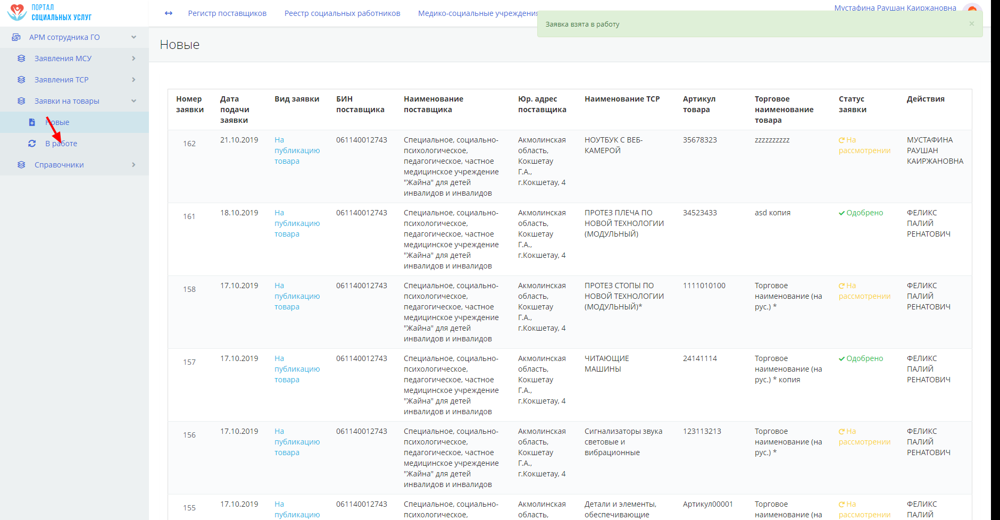 ПОРТАЛ
СОЦИАЛЬНЫХ УСЛУГ
Регистр поставщиков
Реестр социальных работников
Медико-социальные учреждения
Мустафина Раушан Каиржановна
Заявка взята в работу
×
АРМ сотрудника ГО
Заявления МСУ
Заявления ТСР
Заявки на товары
Новые
В работе
Справочники
Новые
Номер
заявки
Дата
подачи
заявки
Вид заявки
БИН
поставщика
Наименование
поставщика
Юр. адрес
поставщика
Наименование ТСР
Артикул
товара
Торговое
наименование
товара
Статус
заявки
Действия
162
21.10.2019
На
публикацию
товара
061140012743
Специальное, социально-
психологическое,
педагогическое, частное
медицинское учреждение
"Жайна" для детей
инвалидов и инвалидов
Акмолинская
область,
Кокшетау
Г.А.,
г.Кокшетау, 4
НОУТБУК С ВЕБ-
КАМЕРОЙ
35678323
zzzzzzzzzz
На
рассмотрении
МУСТАФИНА
РАУШАН
КАИРЖАНОВНА
161
18.10.2019
На
публикацию
товара
061140012743
Специальное, социально-
психологическое,
педагогическое, частное
медицинское учреждение
"Жайна" для детей
инвалидов и инвалидов
Акмолинская
область,
Кокшетау
Г.А.,
г.Кокшетау, 4
ПРОТЕЗ ПЛЕЧА ПО
НОВОЙ ТЕХНОЛОГИИ
(МОДУЛЬНЫЙ)
34523433
asd копия
Одобрено
ФЕЛИКС
ПАЛИЙ
РЕНАТОВИЧ
158
17.10.2019
На
публикацию
товара
061140012743
Специальное, социально-
психологическое,
педагогическое, частное
медицинское учреждение
"Жайна" для детей
инвалидов и инвалидов
Акмолинская
область,
Кокшетау
Г.А.,
г.Кокшетау, 4
ПРОТЕЗ СТОПЫ ПО
НОВОЙ ТЕХНОЛОГИИ
(МОДУЛЬНЫЙ)*
1111010100
Торговое
наименование (на
рус.) *
На
рассмотрении
ФЕЛИКС
ПАЛИЙ
РЕНАТОВИЧ
157
17.10.2019
На
публикацию
товара
061140012743
Специальное, социально-
психологическое,
педагогическое, частное
медицинское учреждение
"Жайна" для детей
инвалидов и инвалидов
Акмолинская
область,
Кокшетау
Г.А.,
г.Кокшетау, 4
ЧИТАЮЩИЕ
МАШИНЫ
24141114
Торговое
наименование (на
рус.) * копия
Одобрено
ФЕЛИКС
ПАЛИЙ
РЕНАТОВИЧ
156
17.10.2019
На
публикацию
товара
061140012743
Специальное, социально-
психологическое,
педагогическое, частное
медицинское учреждение
"Жайна" для детей
инвалидов и инвалидов
Акмолинская
область,
Кокшетау
Г.А.,
г.Кокшетау, 4
Сигнализаторы звука
световые и
вибрационные
123113213
Торговое
наименование (на
рус.) *
На
рассмотрении
ФЕЛИКС
ПАЛИЙ
РЕНАТОВИЧ
155
17.10.2019
На
публикацию
061140012743
Специальное, социально-
психологическое,
Акмолинская
область,
Детали и элементы,
обеспечивающие
Артикул00001
Торговое
наименование (на
На
рассмотрении
ФЕЛИКС
ПАЛИЙ